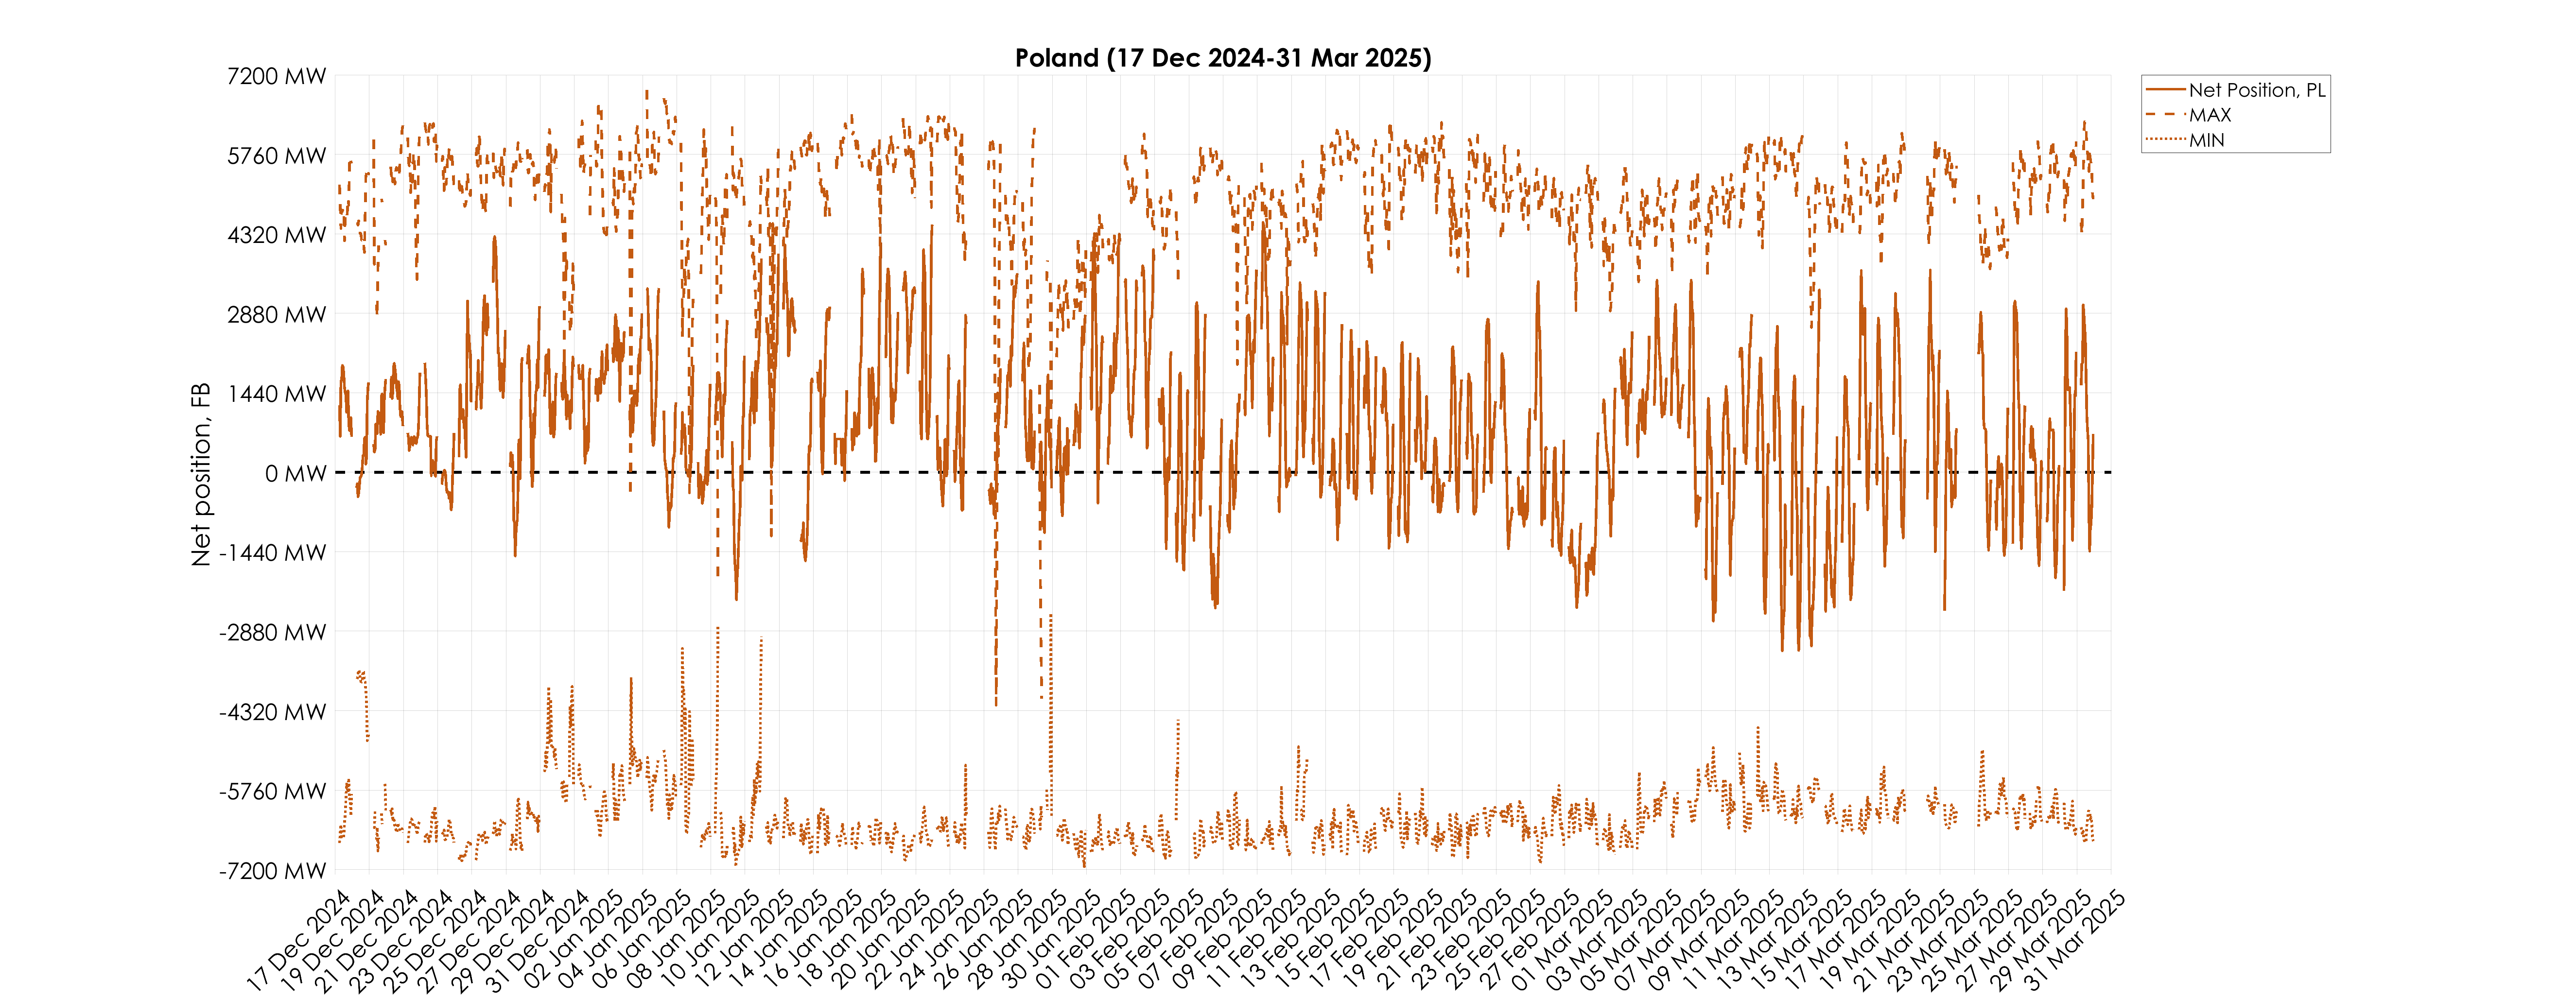 Poland (17 Dec 2024-31 Mar 2025)
7200 MW
5760 MW
4320 MW
2880 MW
1440 MW
0 MW
-1440 MW
-2880 MW
-4320 MW
-5760 MW
-7200 MW
Net position, FB
Net Position, PL
MAX
MIN
17 Dec 2024
19 Dec 2024
21 Dec 2024
23 Dec 2024
25 Dec 2024
27 Dec 2024
29 Dec 2024
31 Dec 2024
02 Jan 2025
04 Jan 2025
06 Jan 2025
08 Jan 2025
10 Jan 2025
12 Jan 2025
14 Jan 2025
16 Jan 2025
18 Jan 2025
20 Jan 2025
22 Jan 2025
24 Jan 2025
26 Jan 2025
28 Jan 2025
30 Jan 2025
01 Feb 2025
03 Feb 2025
05 Feb 2025
07 Feb 2025
09 Feb 2025
11 Feb 2025
13 Feb 2025
15 Feb 2025
17 Feb 2025
19 Feb 2025
21 Feb 2025
23 Feb 2025
25 Feb 2025
27 Feb 2025
01 Mar 2025
03 Mar 2025
05 Mar 2025
07 Mar 2025
09 Mar 2025
11 Mar 2025
13 Mar 2025
15 Mar 2025
17 Mar 2025
19 Mar 2025
21 Mar 2025
23 Mar 2025
25 Mar 2025
27 Mar 2025
29 Mar 2025
31 Mar 2025